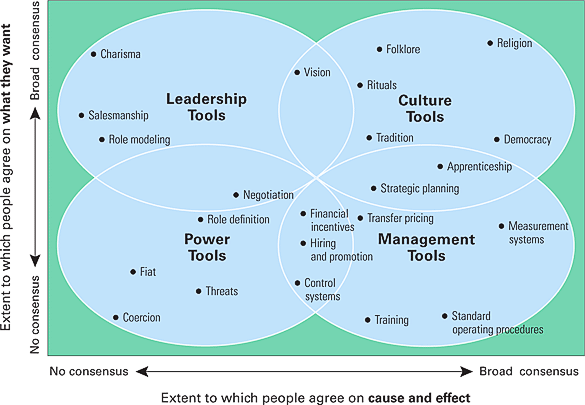 Extent to which people agree on what they want
No consensus
Broad consensus
Charisma
Vision
Leadership
Tools
Salesmanship
Role modeling
Folklore
Religion
Rituals
Culture
Tools
Tradition
Democracy
Apprenticeship
Strategic planning
Negotiation
Role definition
Financial
incentives
Transfer pricing
Power
Tools
Hiring
and promotion
Management
Tools
Measurement
systems
Fiat
Threats
Control
systems
Coercion
Training
Standard
operating procedures
No consensus
Broad consensus
Extent to which people agree on cause and effect